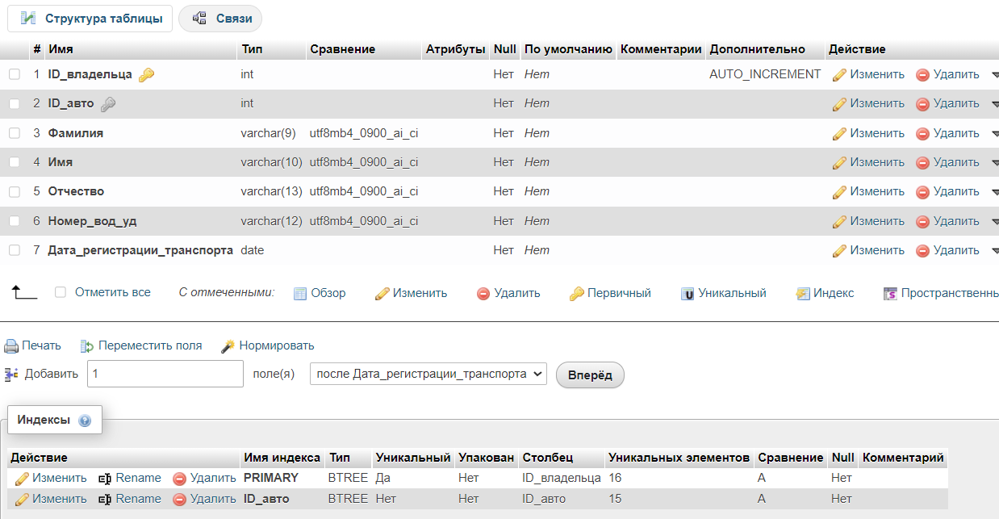 Структура таблицы Связи
# Имя Тип Сравнение Атрибуты Null По умолчанию Комментарии Дополнительно Действие
1 ID_владельца int Нет Нет AUTO_INCREMENT Изменить Удалить
2 ID_авто int Нет Нет Изменить Удалить
3 Фамилия varchar(9) utf8mb4_0900_ai_ci Нет Нет Изменить Удалить
4 Имя varchar(10) utf8mb4_0900_ai_ci Нет Нет Изменить Удалить
5 Отчество varchar(13) utf8mb4_0900_ai_ci Нет Нет Изменить Удалить
6 Номер_вод_уд varchar(12) utf8mb4_0900_ai_ci Нет Нет Изменить Удалить
7 Дата_регистрации_транспорта date Нет Нет Изменить Удалить
Отметить все С отмеченными: Обзор Изменить Удалить Первичный Уникальный Индекс Пространственнь
Печать Переместить поля Нормировать
Добавить 1 поле(я) после Дата_регистрации_транспорта Вперёд
Индексы
Действие Имя индекса Тип Уникальный Упакован Столбец Уникальных элементов Сравнение Null Комментарий
Изменить Rename Удалить PRIMARY BTREE Да Нет ID_владельца 16 A Нет
Изменить Rename Удалить ID_авто BTREE Нет Нет ID_авто 15 A Нет